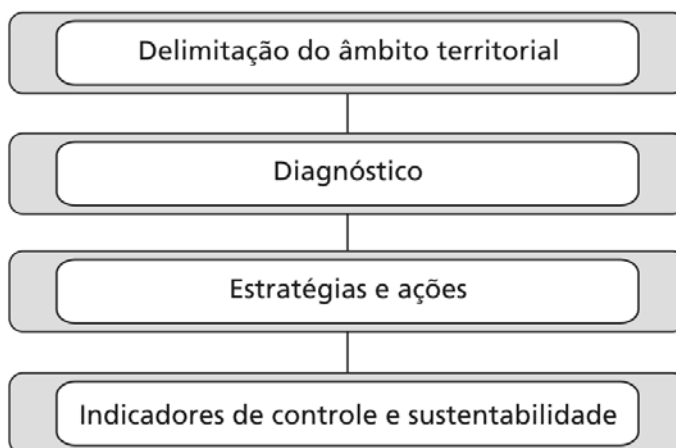 Delimitação do âmbito territorial
Diagnóstico
Estratégias e ações
Indicadores de controle e sustentabilidade